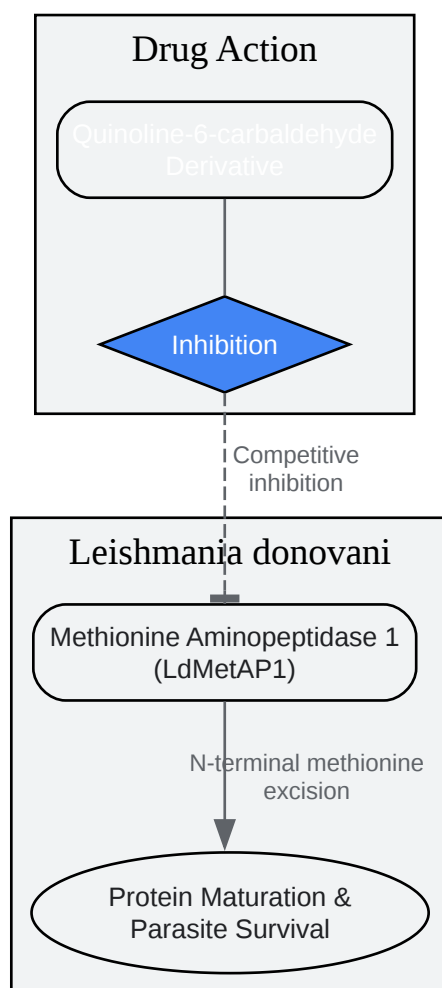 Drug Action
Quinoline-6-carbaldehyde
Derivative
Inhibition
Competitive
inhibition
Leishmania donovani
Methionine Aminopeptidase 1
(LdMetAP1)
N-terminal methionine
excision
Protein Maturation &
Parasite Survival